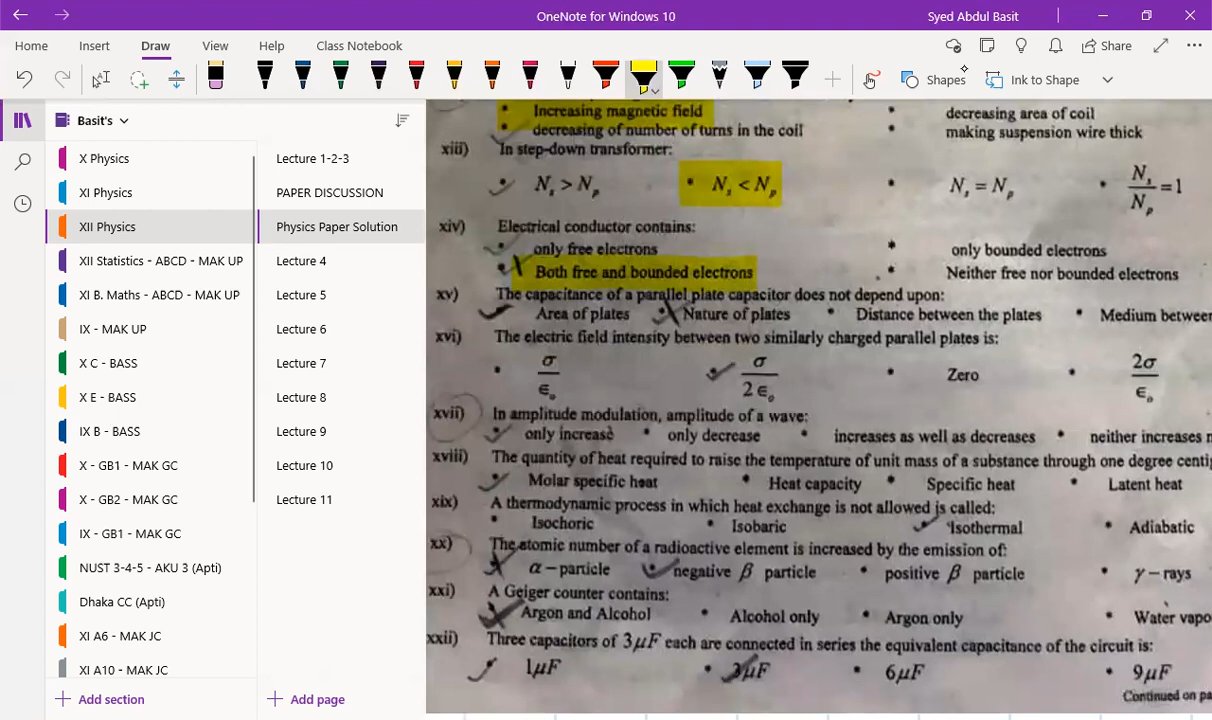 OneNote for Windows 10
Syed Abdul Basit
Home Insert Draw View Help Class Notebook
Share
Shapes
Ink to Shape
Basit's
X Physics
XI Physics
XII Physics
XII Statistics - ABCD - MAK UP
XI B. Maths - ABCD - MAK UP
IX - MAK UP
X C - BASS
X E - BASS
IX B - BASS
X - GB1 - MAK GC
X - GB2 - MAK GC
IX - GB1 - MAK GC
NUST 3-4-5 - AKU 3 (Apti)
Dhaka CC (Apti)
XI A6 - MAK JC
XI A10 - MAK JC
Add section
Lecture 1-2-3
PAPER DISCUSSION
Physics Paper Solution
Lecture 4
Lecture 5
Lecture 6
Lecture 7
Lecture 8
Lecture 9
Lecture 10
Lecture 11
Add page
• Increasing magnetic field • decreasing area of coil
• decreasing of number of turns in the coil • making suspension wire thick
xiii) In step-down transformer:
• Nₛ > Nₚ • Nₛ < Nₚ • Nₛ = Nₚ • Nₛ/Nₚ = 1
xiv) Electrical conductor contains:
• only free electrons • only bounded electrons
• Both free and bounded electrons • Neither free nor bounded electrons
xv) The capacitance of a parallel plate capacitor does not depend upon:
Area of plates • Nature of plates • Distance between the plates • Medium betwee
xvi) The electric field intensity between two similarly charged parallel plates is:
• σ/ε₀ • σ/2ε₀ • Zero • 2σ/ε₀
xvii) In amplitude modulation, amplitude of a wave:
• only increase • only decrease • increases as well as decreases • neither increases
xviii) The quantity of heat required to raise the temperature of unit mass of a substance through one degree centi
• Molar specific heat • Heat capacity • Specific heat • Latent heat
xix) A thermodynamic process in which heat exchange is not allowed is called:
• Isochoric • Isobaric • Isothermal • Adiabatic
xx) The atomic number of a radioactive element is increased by the emission of:
α – particle • negative β particle • positive β particle • γ – rays
xxi) A Geiger counter contains:
Argon and Alcohol • Alcohol only • Argon only • Water vapo
xxii) Three capacitors of 3μF each are connected in series the equivalent capacitance of the circuit is:
1μF • 3μF • 6μF • 9μF
Continued on pa